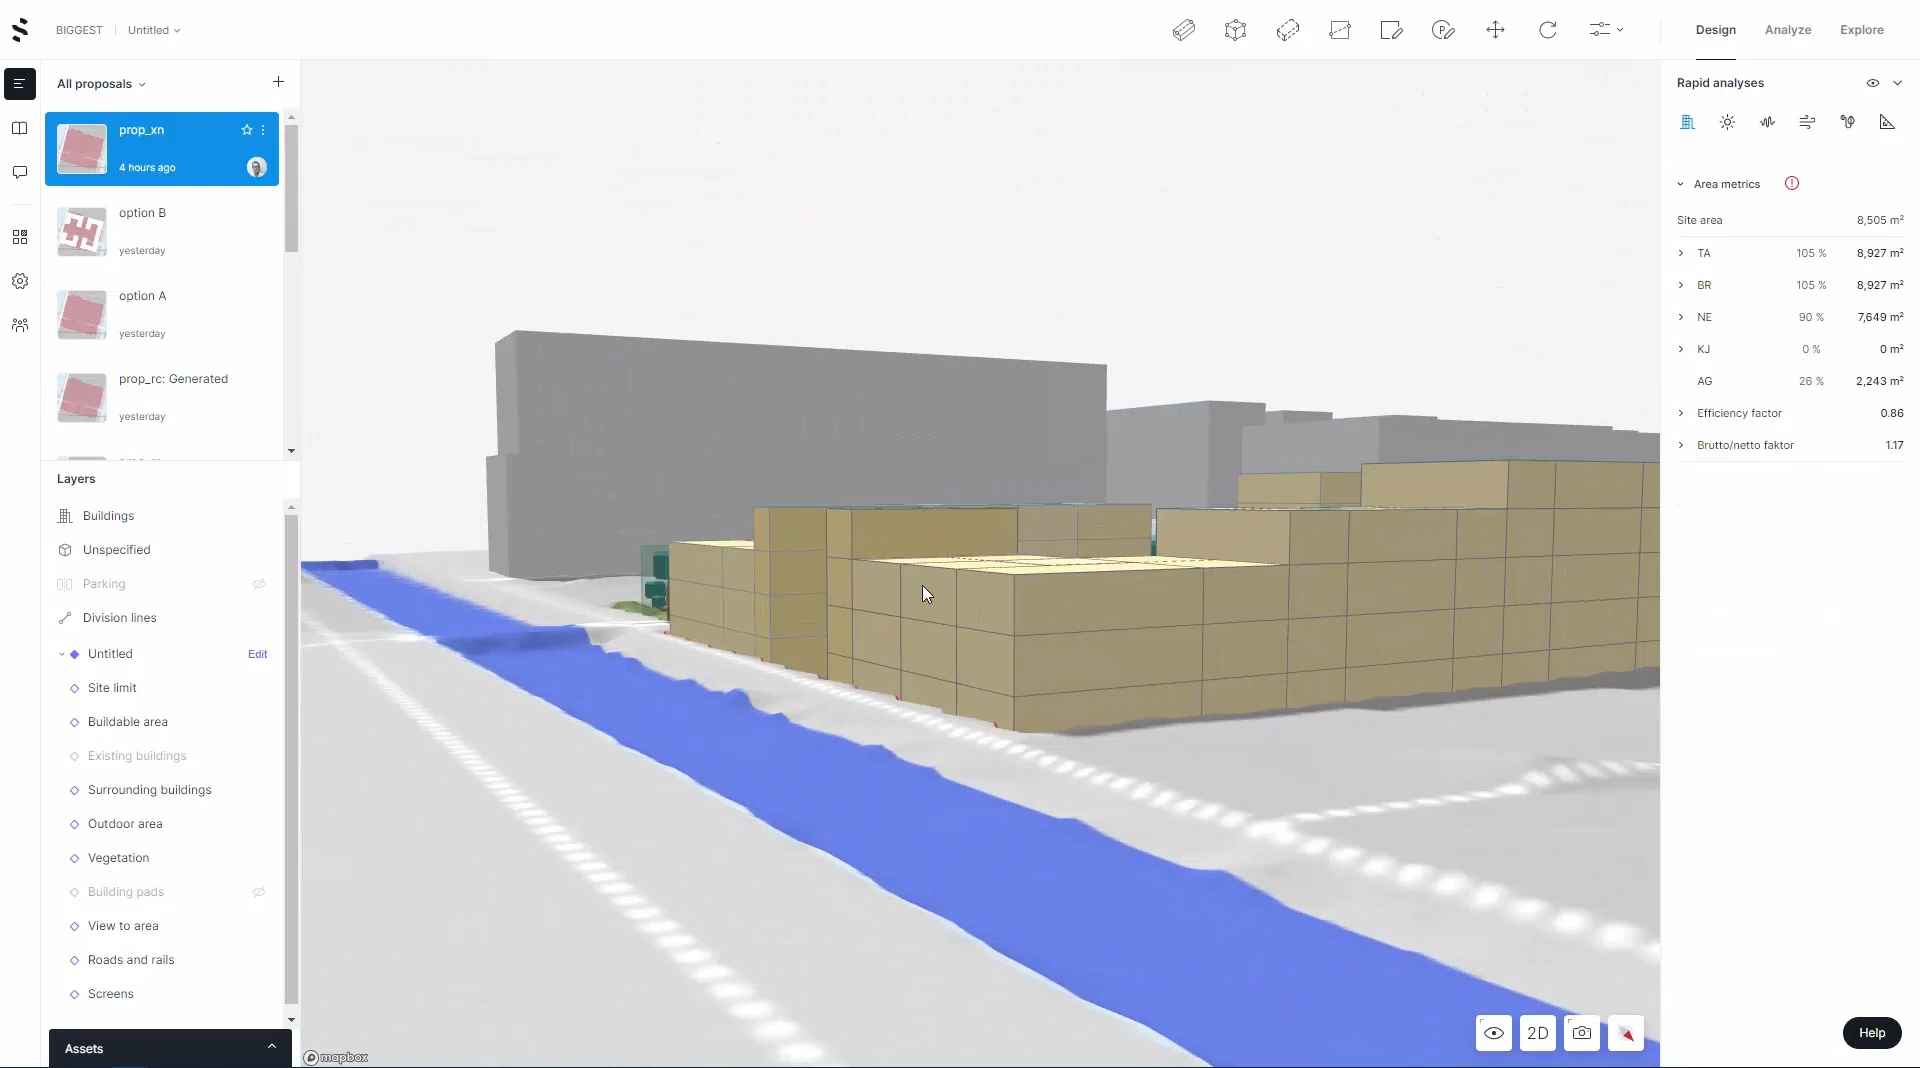 BIGGEST
Untitled
Design
Analyze
Explore
All proposals
prop_xn
4 hours ago
option B
yesterday
option A
yesterday
prop_rc: Generated
yesterday
Layers
Buildings
Unspecified
Parking
Division lines
Untitled
Edit
Site limit
Buildable area
Existing buildings
Surrounding buildings
Outdoor area
Vegetation
Building pads
View to area
Roads and rails
Screens
Assets
mapbox
2D
Rapid analyses
Area metrics
Site area 8,505 m²
TA 105 % 8,927 m²
BR 105 % 8,927 m²
NE 90 % 7,649 m²
KJ 0 % 0 m²
AG 26 % 2,243 m²
Efficiency factor 0.86
Brutto/netto faktor 1.17
Help